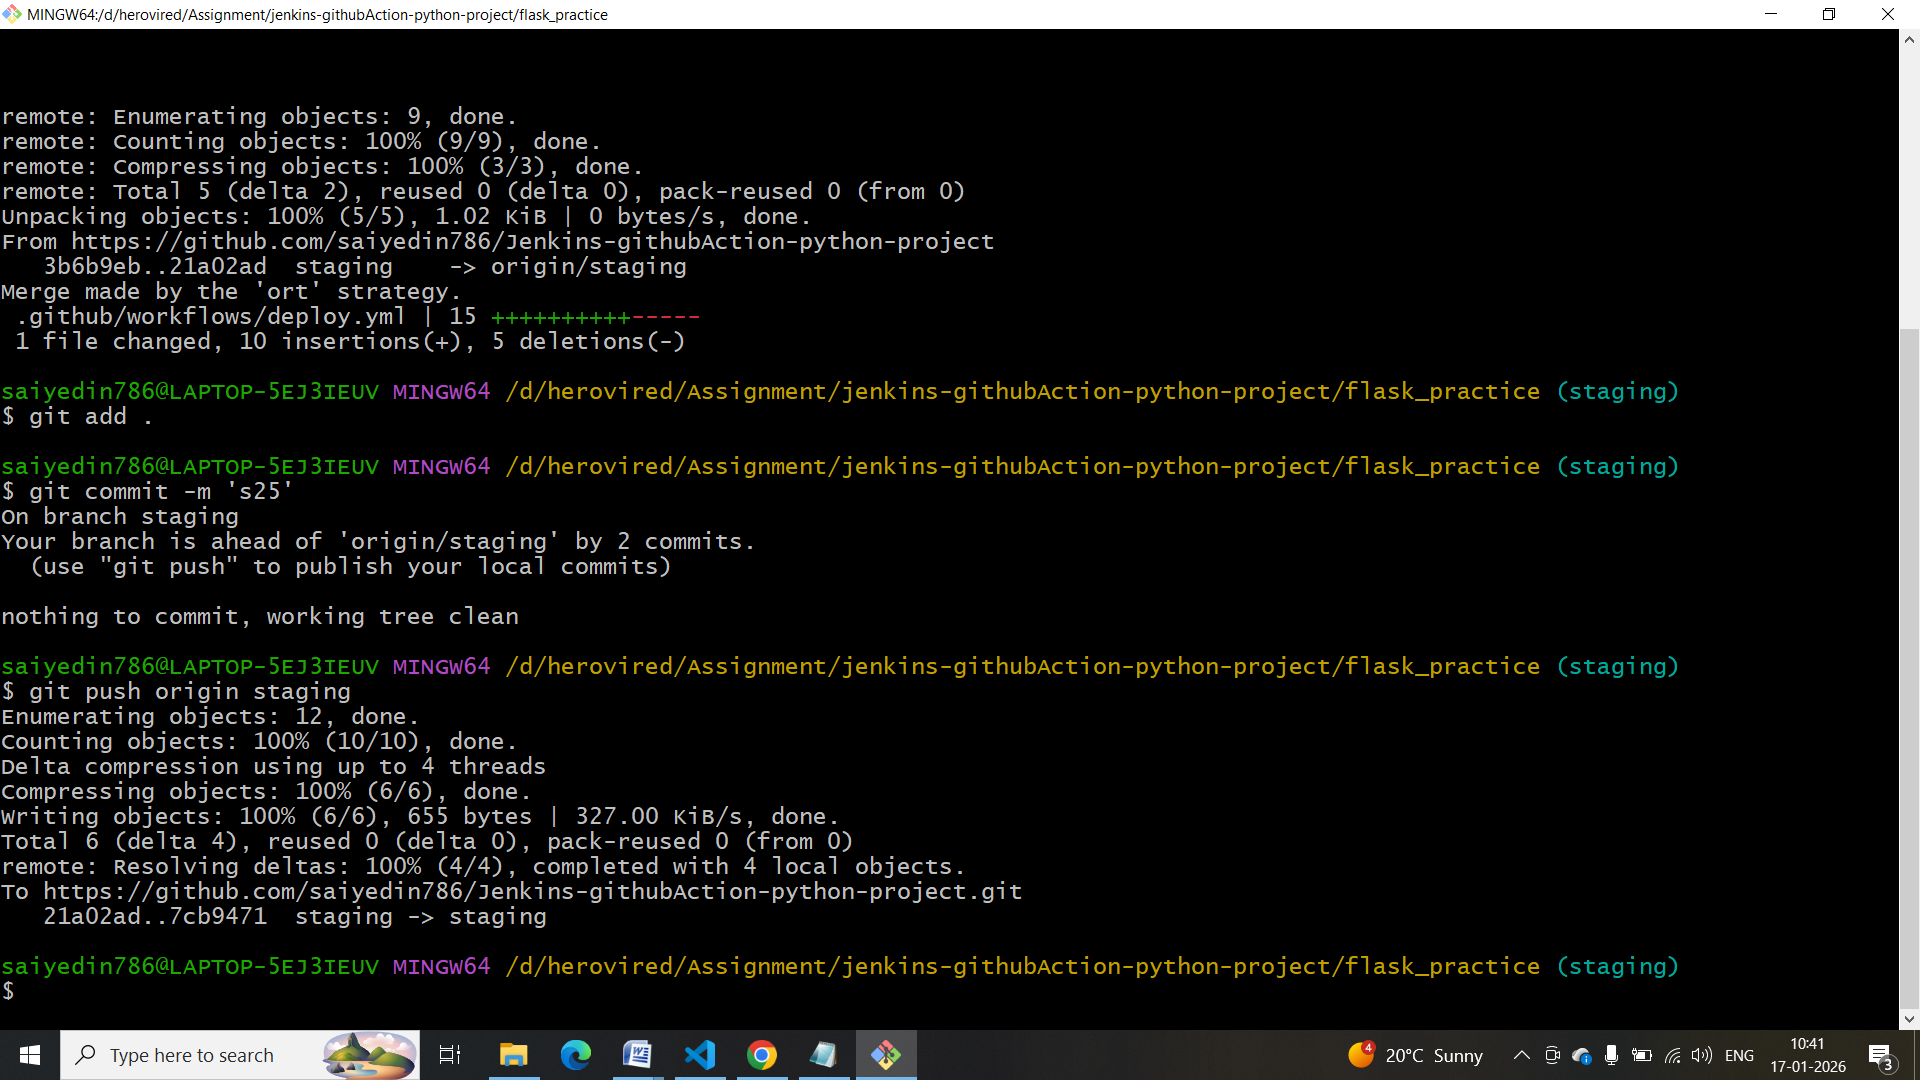 MINGW64:/d/herovired/Assignment/jenkins-githubAction-python-project/flask_practice
remote: Enumerating objects: 9, done.
remote: Counting objects: 100% (9/9), done.
remote: Compressing objects: 100% (3/3), done.
remote: Total 5 (delta 2), reused 0 (delta 0), pack-reused 0 (from 0)
Unpacking objects: 100% (5/5), 1.02 KiB | 0 bytes/s, done.
From https://github.com/saiyedin786/Jenkins-githubAction-python-project
   3b6b9eb..21a02ad  staging    -> origin/staging
Merge made by the 'ort' strategy.
 .github/workflows/deploy.yml | 15 ++++++++++-----
 1 file changed, 10 insertions(+), 5 deletions(-)
saiyedin786@LAPTOP-5EJ3IEUV MINGW64 /d/herovired/Assignment/jenkins-githubAction-python-project/flask_practice (staging)
$ git add .
saiyedin786@LAPTOP-5EJ3IEUV MINGW64 /d/herovired/Assignment/jenkins-githubAction-python-project/flask_practice (staging)
$ git commit -m 's25'
On branch staging
Your branch is ahead of 'origin/staging' by 2 commits.
  (use "git push" to publish your local commits)
nothing to commit, working tree clean
saiyedin786@LAPTOP-5EJ3IEUV MINGW64 /d/herovired/Assignment/jenkins-githubAction-python-project/flask_practice (staging)
$ git push origin staging
Enumerating objects: 12, done.
Counting objects: 100% (10/10), done.
Delta compression using up to 4 threads
Compressing objects: 100% (6/6), done.
Writing objects: 100% (6/6), 655 bytes | 327.00 KiB/s, done.
Total 6 (delta 4), reused 0 (delta 0), pack-reused 0 (from 0)
remote: Resolving deltas: 100% (4/4), completed with 4 local objects.
To https://github.com/saiyedin786/Jenkins-githubAction-python-project.git
   21a02ad..7cb9471  staging -> staging
saiyedin786@LAPTOP-5EJ3IEUV MINGW64 /d/herovired/Assignment/jenkins-githubAction-python-project/flask_practice (staging)
$
Type here to search
4
20°C Sunny
ENG
10:41
17-01-2026
3